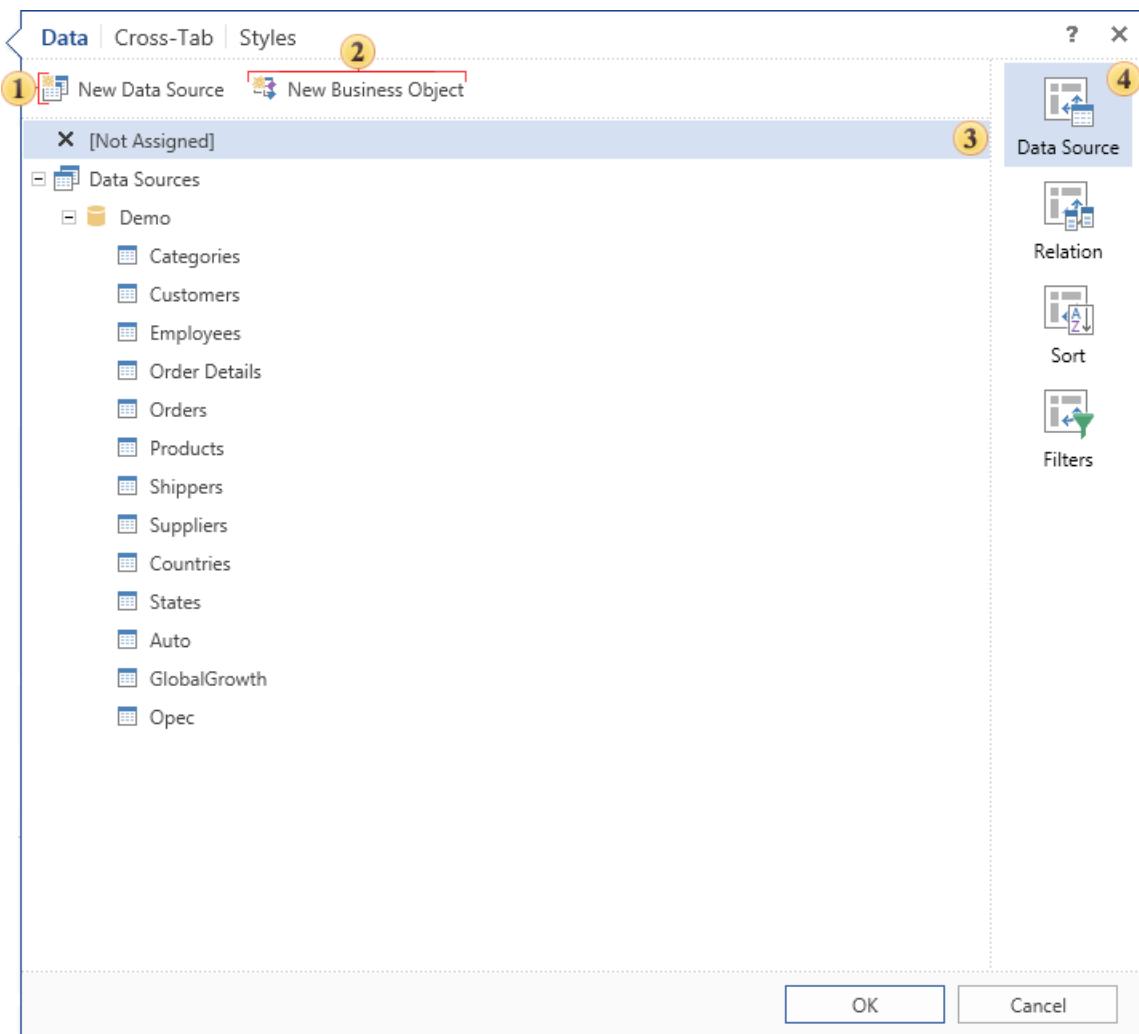 Data Cross-Tab Styles ?
2
1 New Data Source New Business Object 4
[Not Assigned] 3
Data Source
Data Sources
Demo
Categories
Relation
Customers
Employees
Sort
Order Details
Orders
Products
Filters
Shippers
Suppliers
Countries
States
Auto
GlobalGrowth
Opec
OK Cancel